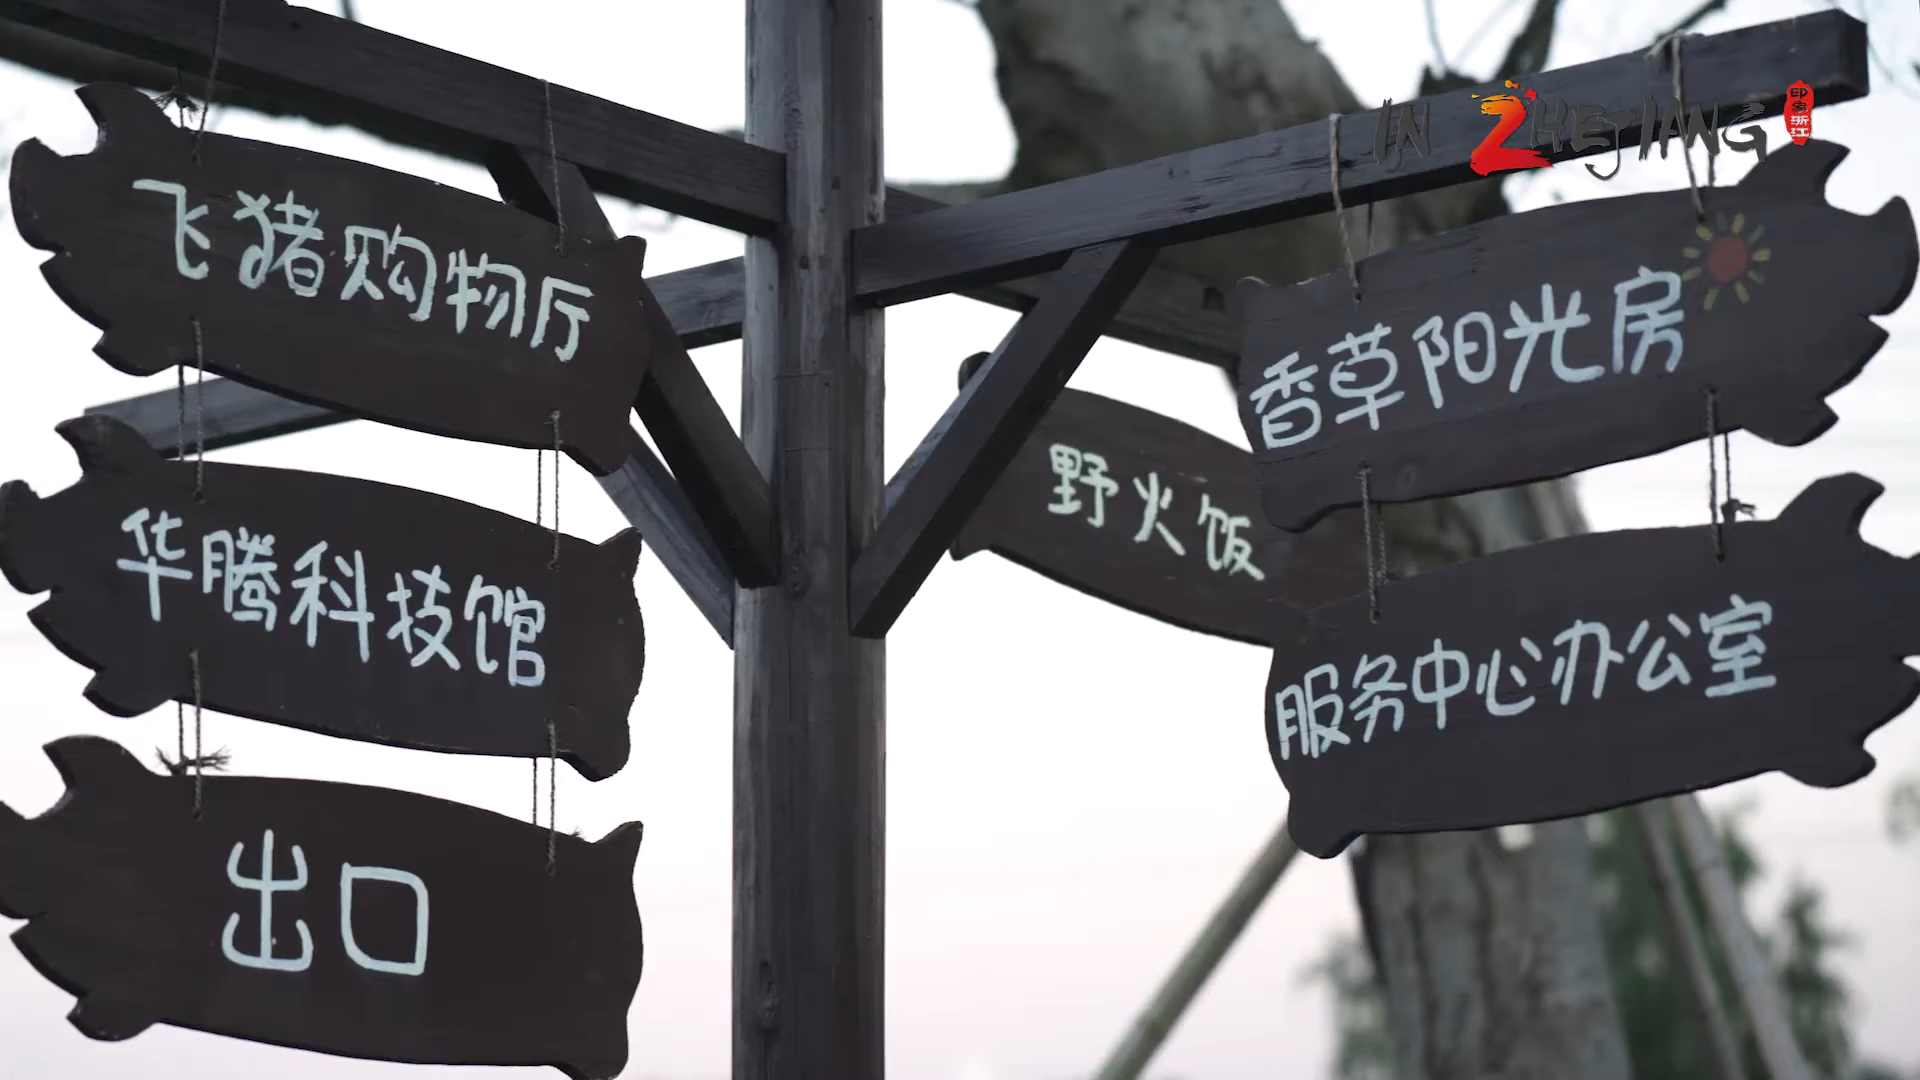 IN ZHEJIANG
印象浙江
飞猪购物厅
华腾科技馆
出口
野火饭
香草阳光房
服务中心办公室